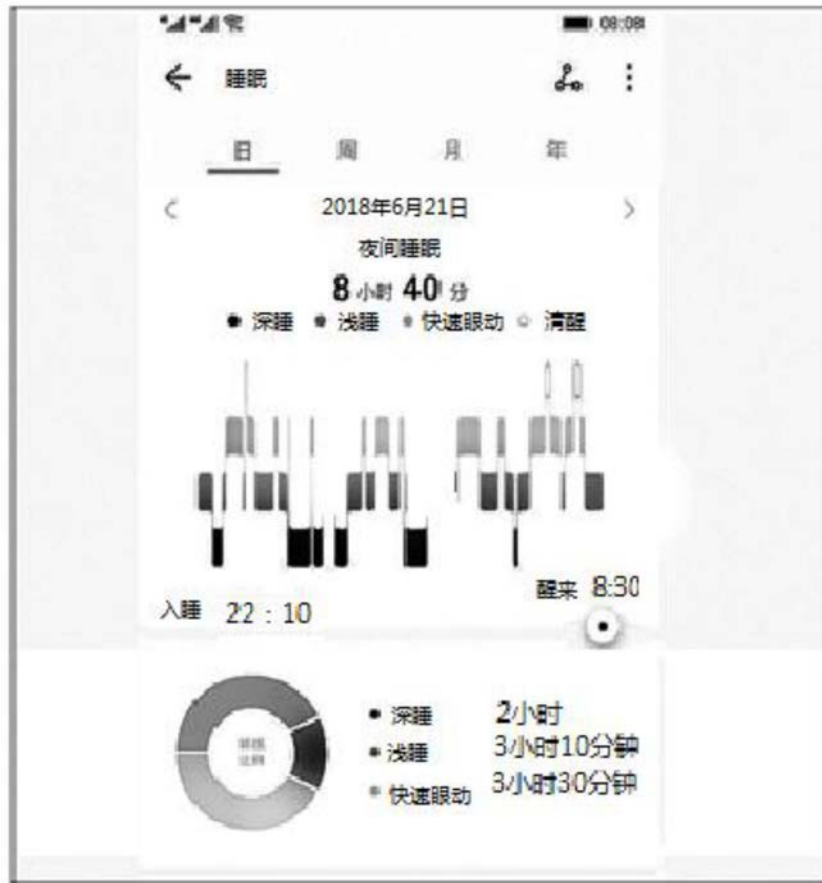 08:08
睡眠
日 周 月 年
2018年6月21日
夜间睡眠
8 小时 40 分
深睡 浅睡 快速眼动 清醒
醒来 8:30
入睡 22 : 10
深睡 2小时
浅睡 3小时10分钟
快速眼动 3小时30分钟